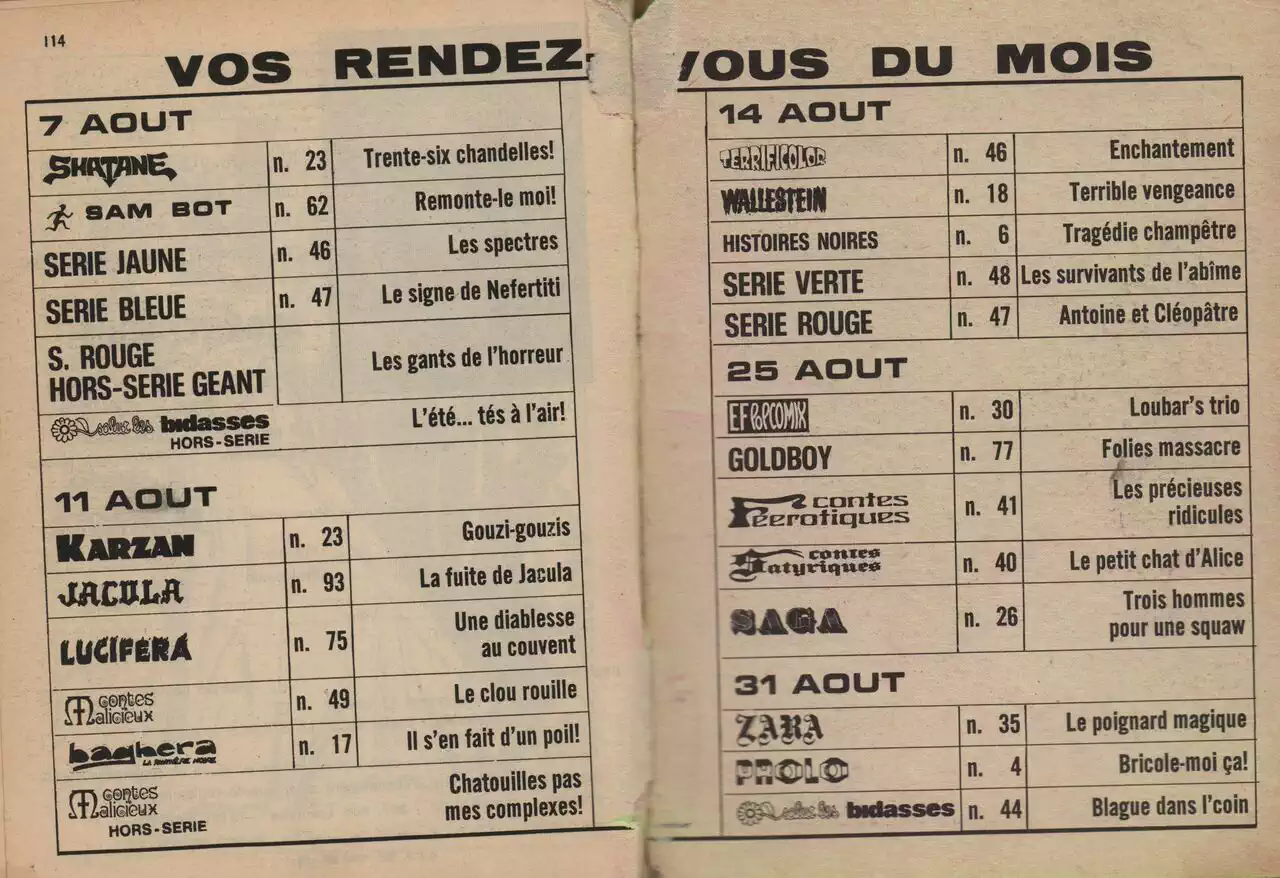 114
VOS RENDEZ-VOUS DU MOIS
7 AOUT
SHATANE n. 23 Trente-six chandelles!
SAM BOT n. 62 Remonte-le moi!
SERIE JAUNE n. 46 Les spectres
SERIE BLEUE n. 47 Le signe de Nefertiti
S. ROUGE
HORS-SERIE GEANT Les gants de l'horreur
salut les bidasses L'été... tés à l'air!
HORS-SERIE
11 AOUT
KARZAN n. 23 Gouzi-gouzis
JACULA n. 93 La fuite de Jacula
LUCIFERA n. 75 Une diablesse
au couvent
contes
Malicieux n. 49 Le clou rouille
baghera n. 17 Il s'en fait d'un poil!
LA PANTHÈRE NOIRE
contes
Malicieux
HORS-SERIE
Chatouilles pas
mes complexes!
14 AOUT
TERRIFICOLOR n. 46 Enchantement
WALLESTEIN n. 18 Terrible vengeance
HISTOIRES NOIRES n. 6 Tragédie champêtre
SERIE VERTE n. 48 Les survivants de l'abîme
SERIE ROUGE n. 47 Antoine et Cléopâtre
25 AOUT
EFPOPCOMIX n. 30 Loubar's trio
GOLDBOY n. 77 Folies massacre
contes
Feerotiques n. 41 Les précieuses
ridicules
contes
Satyriques n. 40 Le petit chat d'Alice
SAGA n. 26 Trois hommes
pour une squaw
31 AOUT
ZARA n. 35 Le poignard magique
PROLO n. 4 Bricole-moi ça!
salut les bidasses n. 44 Blague dans l'coin